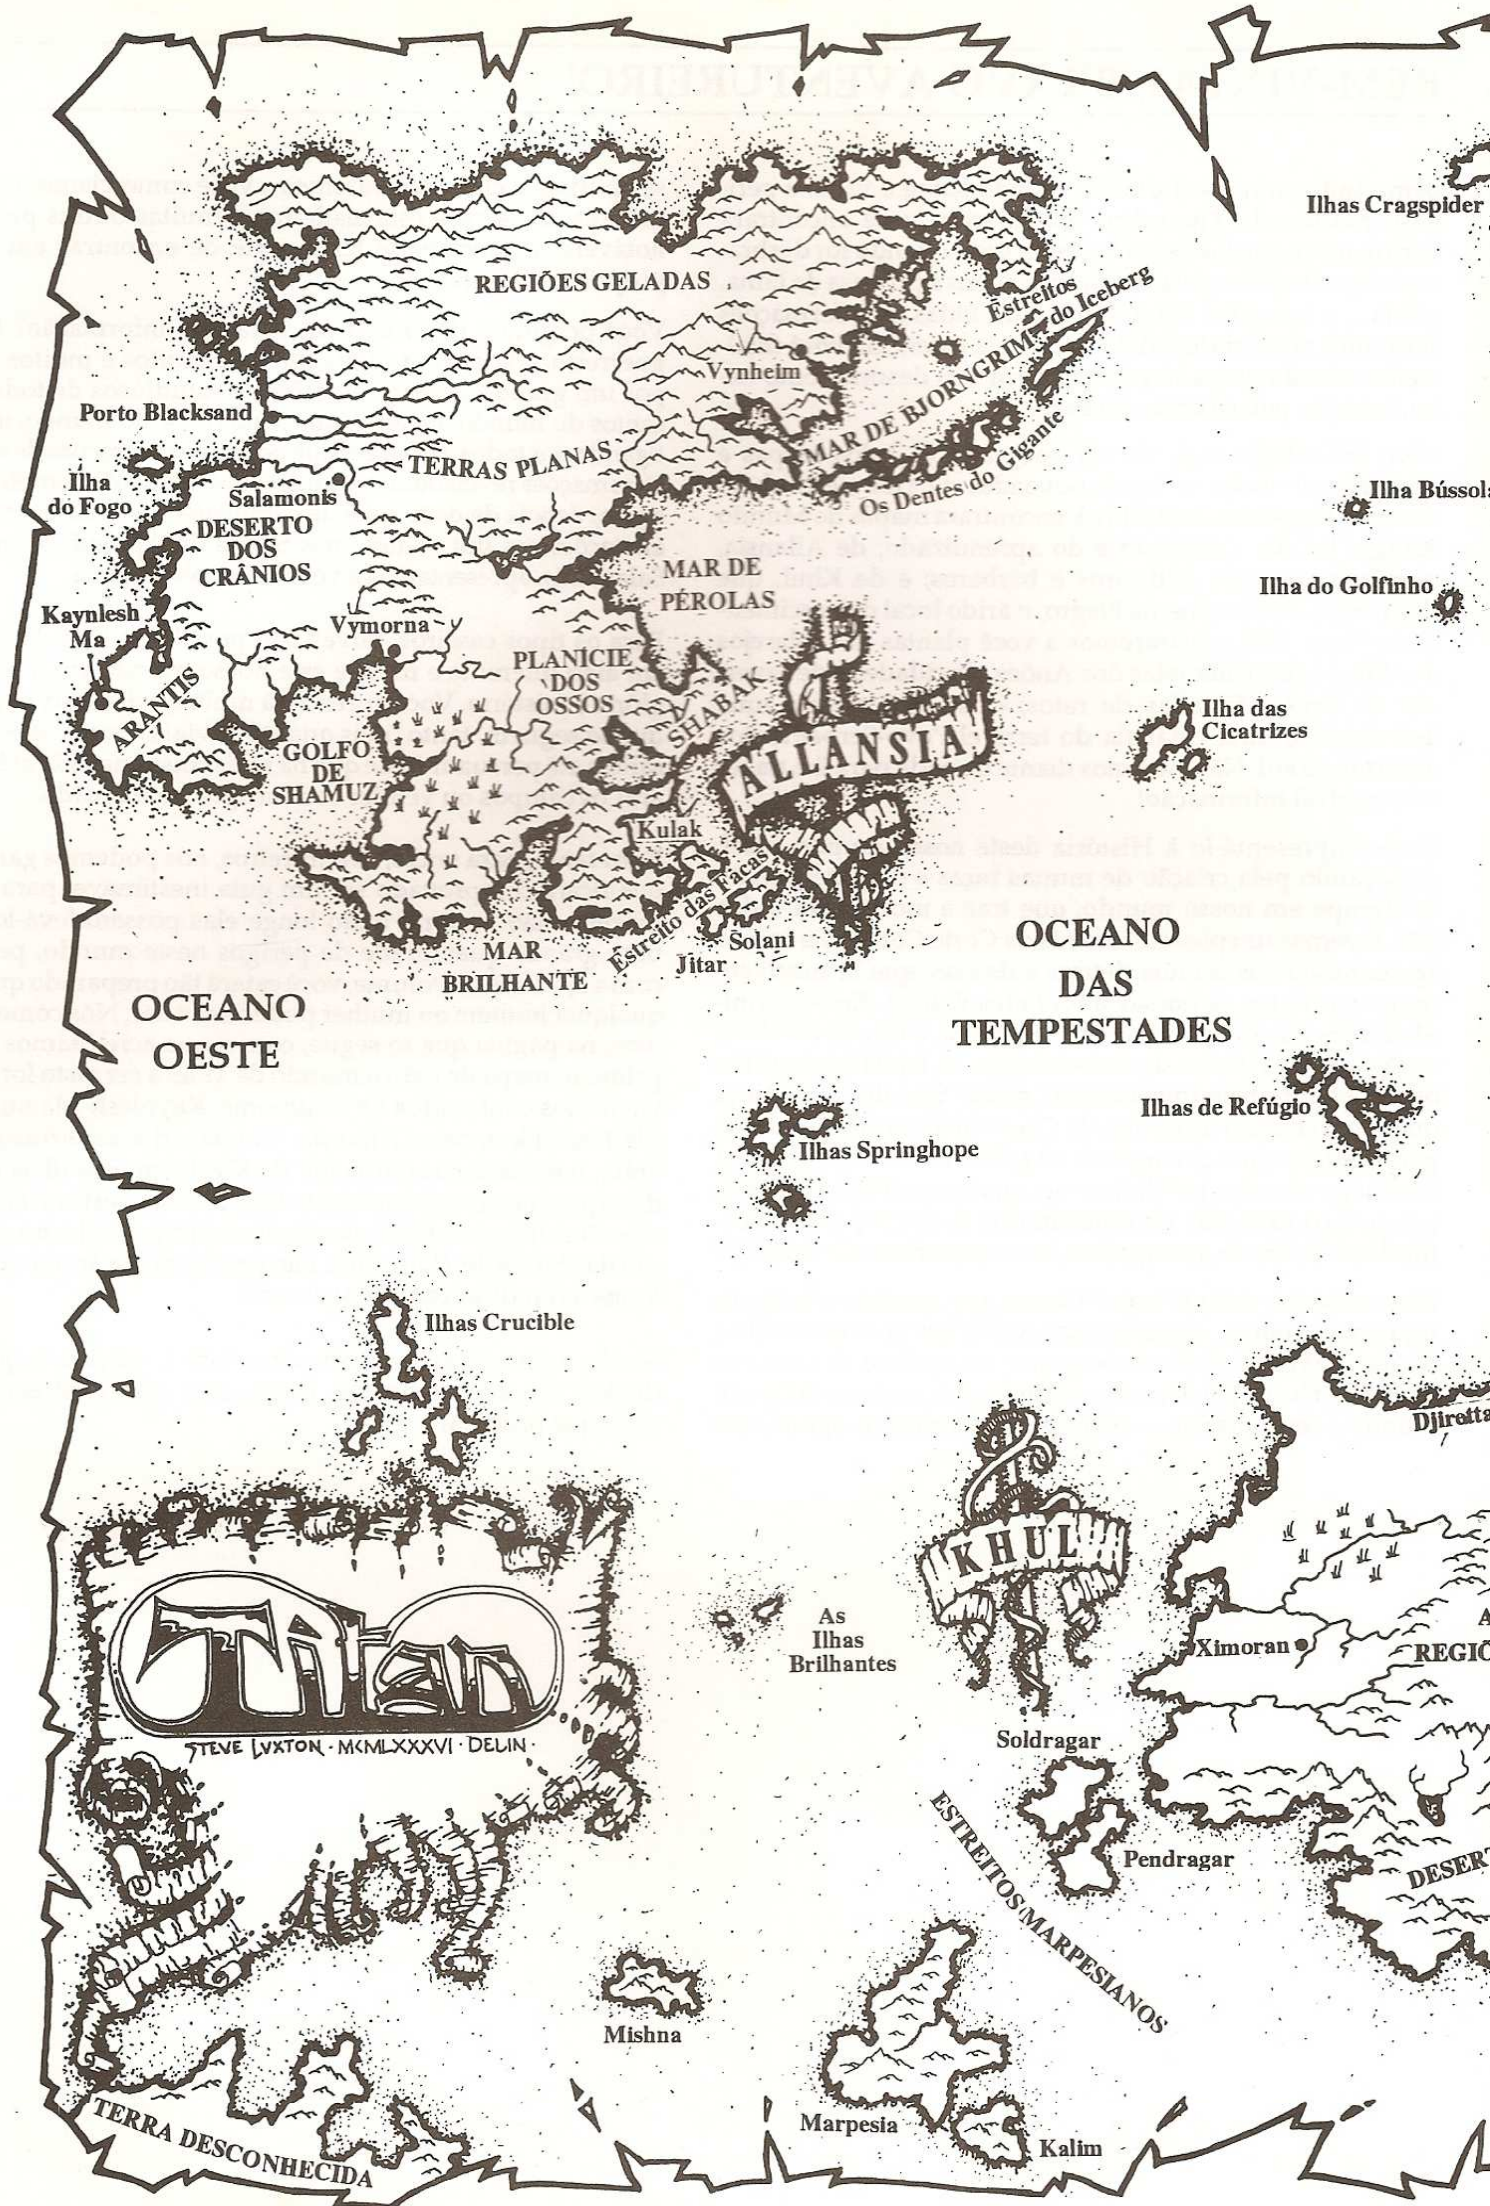 Ilhas Cragspider
REGIÕES GELADAS
Estreitos
do Iceberg
Vynheim
MAR DE BJORNGRIM
Porto Blacksand
TERRAS PLANAS
Os Dentes do Gigante
Ilha
do Fogo
Salamonis
Ilha Bússola
DESERTO
DOS
CRÂNIOS
MAR DE
PÉROLAS
Ilha do Golfinho
Kaynlesh
Ma
Vymorna
PLANÍCIE
DOS
OSSOS
ARANTIS
SHABAK
Ilha das
Cicatrizes
GOLFO
DE
SHAMUZ
ALLANSIA
Kulak
Estreito das Facas
Solani
Jitar
MAR
BRILHANTE
OCEANO
DAS
TEMPESTADES
OCEANO
OESTE
Ilhas de Refúgio
Ilhas Springhope
Ilhas Crucible
Djiretta
KHUL
As
Ilhas
Brilhantes
Ximoran
REGIÕ
Titan
STEVE LUXTON · MCMLXXXVI · DELIN ·
Soldragar
Pendragar
ESTREITOS MARPESIANOS
DESERT
Mishna
Marpesia
Kalim
TERRA DESCONHECIDA